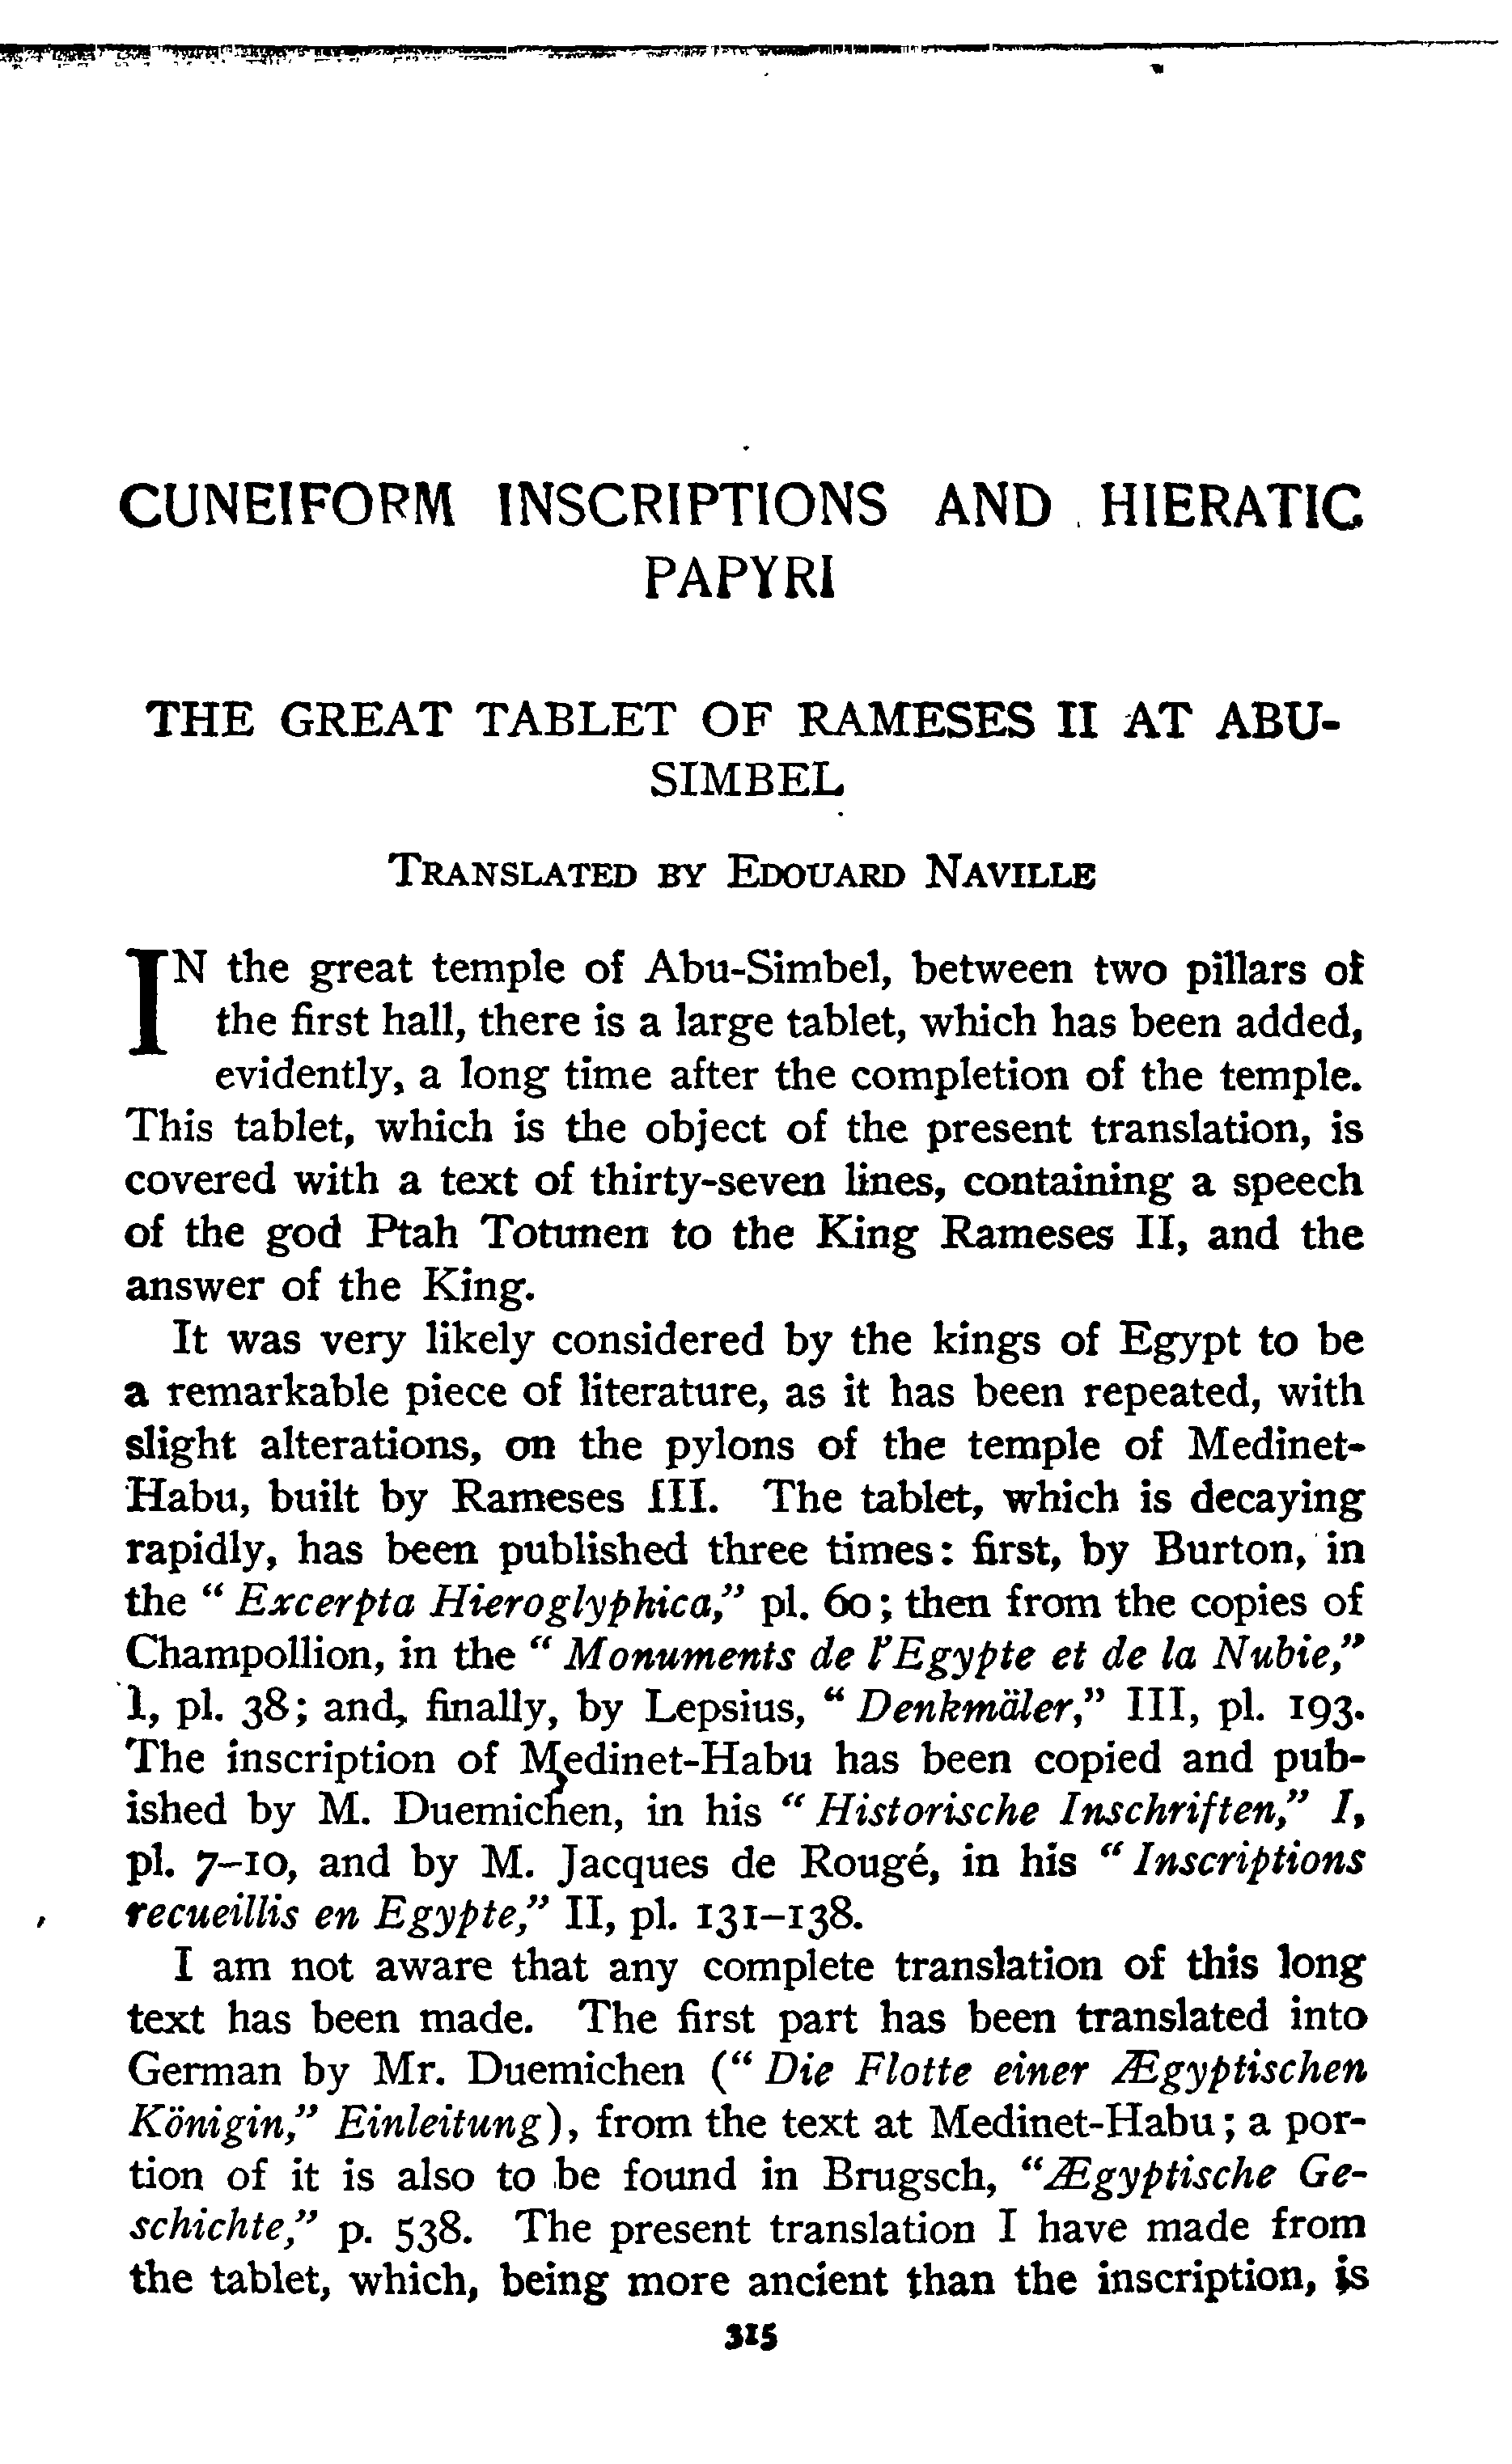 CUNEIFORM INSCRIPTIONS AND HIERATIC
PAPYRI
THE GREAT TABLET OF RAMESES II AT ABU-
SIMBEL
TRANSLATED BY EDOUARD NAVILLE
IN the great temple of Abu-Simbel, between two pillars of
the first hall, there is a large tablet, which has been added,
evidently, a long time after the completion of the temple.
This tablet, which is the object of the present translation, is
covered with a text of thirty-seven lines, containing a speech
of the god Ptah Totunen to the King Rameses II, and the
answer of the King.
It was very likely considered by the kings of Egypt to be
a remarkable piece of literature, as it has been repeated, with
slight alterations, on the pylons of the temple of Medinet-
Habu, built by Rameses III. The tablet, which is decaying
rapidly, has been published three times: first, by Burton, in
the “Excerpta Hieroglyphica,” pl. 60; then from the copies of
Champollion, in the “Monuments de l’Egypte et de la Nubie,”
I, pl. 38; and, finally, by Lepsius, “Denkmäler,” III, pl. 193.
The inscription of Medinet-Habu has been copied and pub-
ished by M. Duemichen, in his “Historische Inschriften,” I,
pl. 7–10, and by M. Jacques de Rougé, in his “Inscriptions
recueillis en Egypte,” II, pl. 131–138.
I am not aware that any complete translation of this long
text has been made. The first part has been translated into
German by Mr. Duemichen (“Die Flotte einer Ægyptischen
Königin,” Einleitung), from the text at Medinet-Habu; a por-
tion of it is also to be found in Brugsch, “Ægyptische Ge-
schichte,” p. 538. The present translation I have made from
the tablet, which, being more ancient than the inscription, is
315